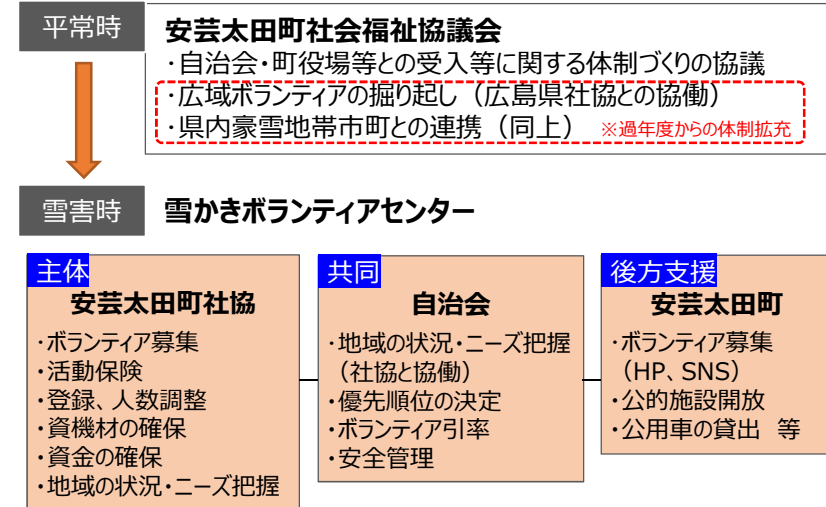 平常時
安芸太田町社会福祉協議会
・自治会・町役場等との受入等に関する体制づくりの協議
・広域ボランティアの掘り起し（広島県社協との協働）
・県内豪雪地帯市町との連携（同上） ※過年度からの体制拡充
雪害時
雪かきボランティアセンター
主体
安芸太田町社協
・ボランティア募集
・活動保険
・登録、人数調整
・資機材の確保
・資金の確保
・地域の状況・ニーズ把握
共同
自治会
・地域の状況・ニーズ把握
（社協と協働）
・優先順位の決定
・ボランティア引率
・安全管理
後方支援
安芸太田町
・ボランティア募集
（HP、SNS）
・公的施設開放
・公用車の貸出 等